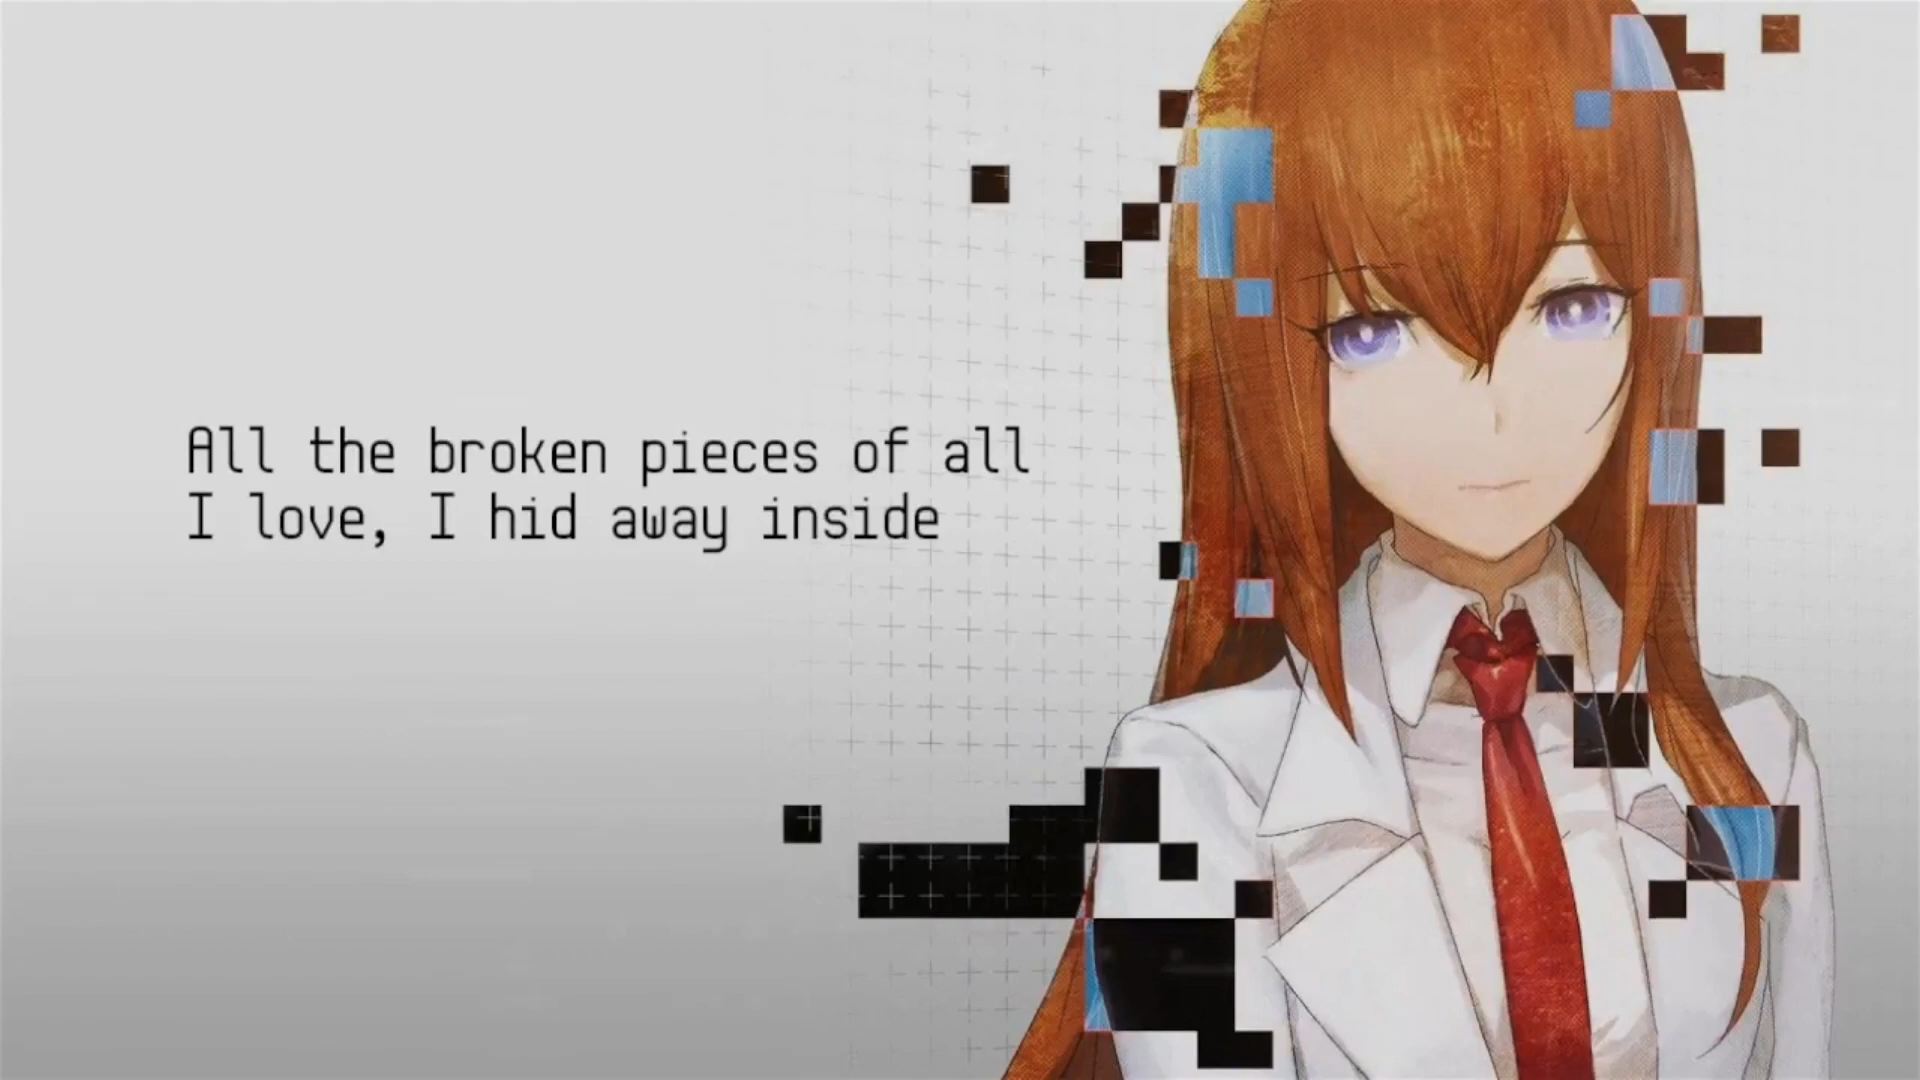 All the broken pieces of all
I love, I hid away inside